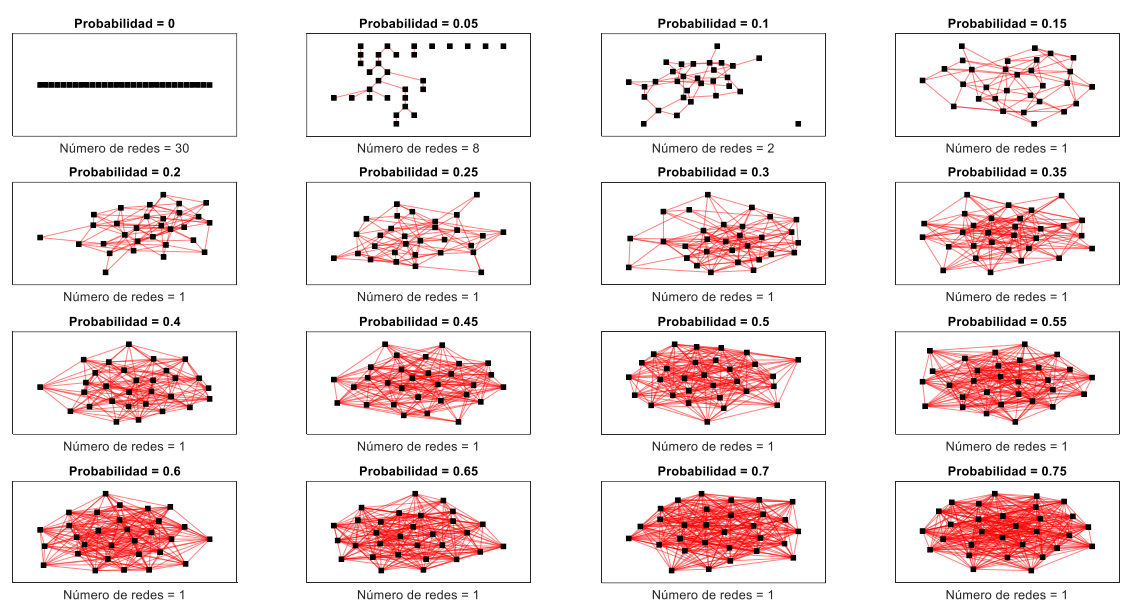 Probabilidad = 0
Probabilidad = 0.05
Probabilidad = 0.1
Probabilidad = 0.15
Número de redes = 30
Número de redes = 8
Número de redes = 2
Número de redes = 1
Probabilidad = 0.2
Probabilidad = 0.25
Probabilidad = 0.3
Probabilidad = 0.35
Número de redes = 1
Número de redes = 1
Número de redes = 1
Número de redes = 1
Probabilidad = 0.4
Probabilidad = 0.45
Probabilidad = 0.5
Probabilidad = 0.55
Número de redes = 1
Número de redes = 1
Número de redes = 1
Número de redes = 1
Probabilidad = 0.6
Probabilidad = 0.65
Probabilidad = 0.7
Probabilidad = 0.75
Número de redes = 1
Número de redes = 1
Número de redes = 1
Número de redes = 1